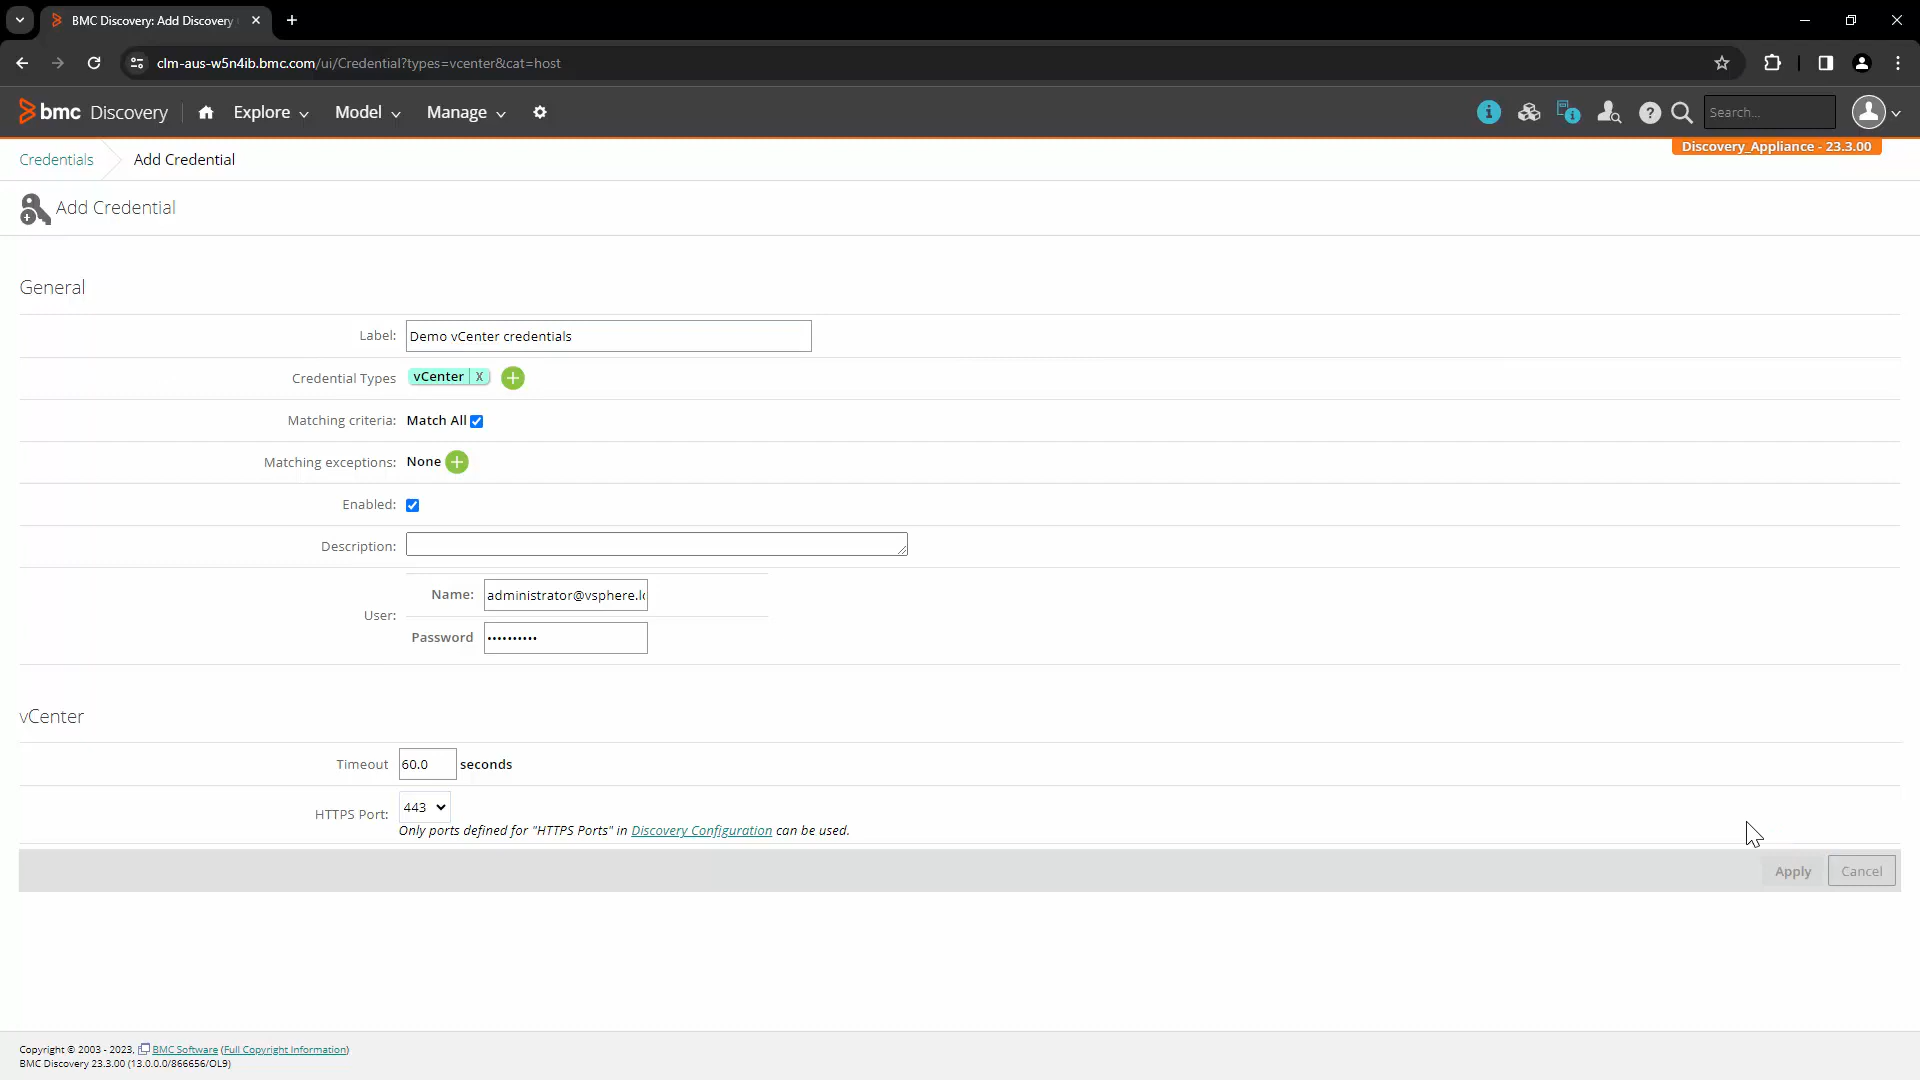 BMC Discovery: Add Discovery
clm-aus-w5n4ib.bmc.com/ui/Credential?types=vcenter&cat=host
bmc Discovery Explore Model Manage Search...
Discovery_Appliance - 23.3.00
Credentials Add Credential
Add Credential
General
Label: Demo vCenter credentials
Credential Types vCenter X
Matching criteria: Match All
Matching exceptions: None
Enabled:
Description:
User:
Name: administrator@vsphere.l
Password ••••••••••
vCenter
Timeout 60.0 seconds
HTTPS Port: 443
Only ports defined for "HTTPS Ports" in Discovery Configuration can be used.
Apply Cancel
Copyright © 2003 - 2023, BMC Software (Full Copyright Information)
BMC Discovery 23.3.00 (13.0.0.0/866656/OL9)